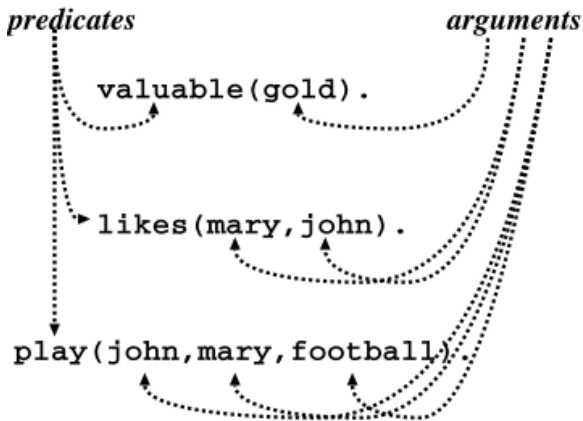 predicates arguments
valuable(gold).
likes(mary,john).
play(john,mary,football).